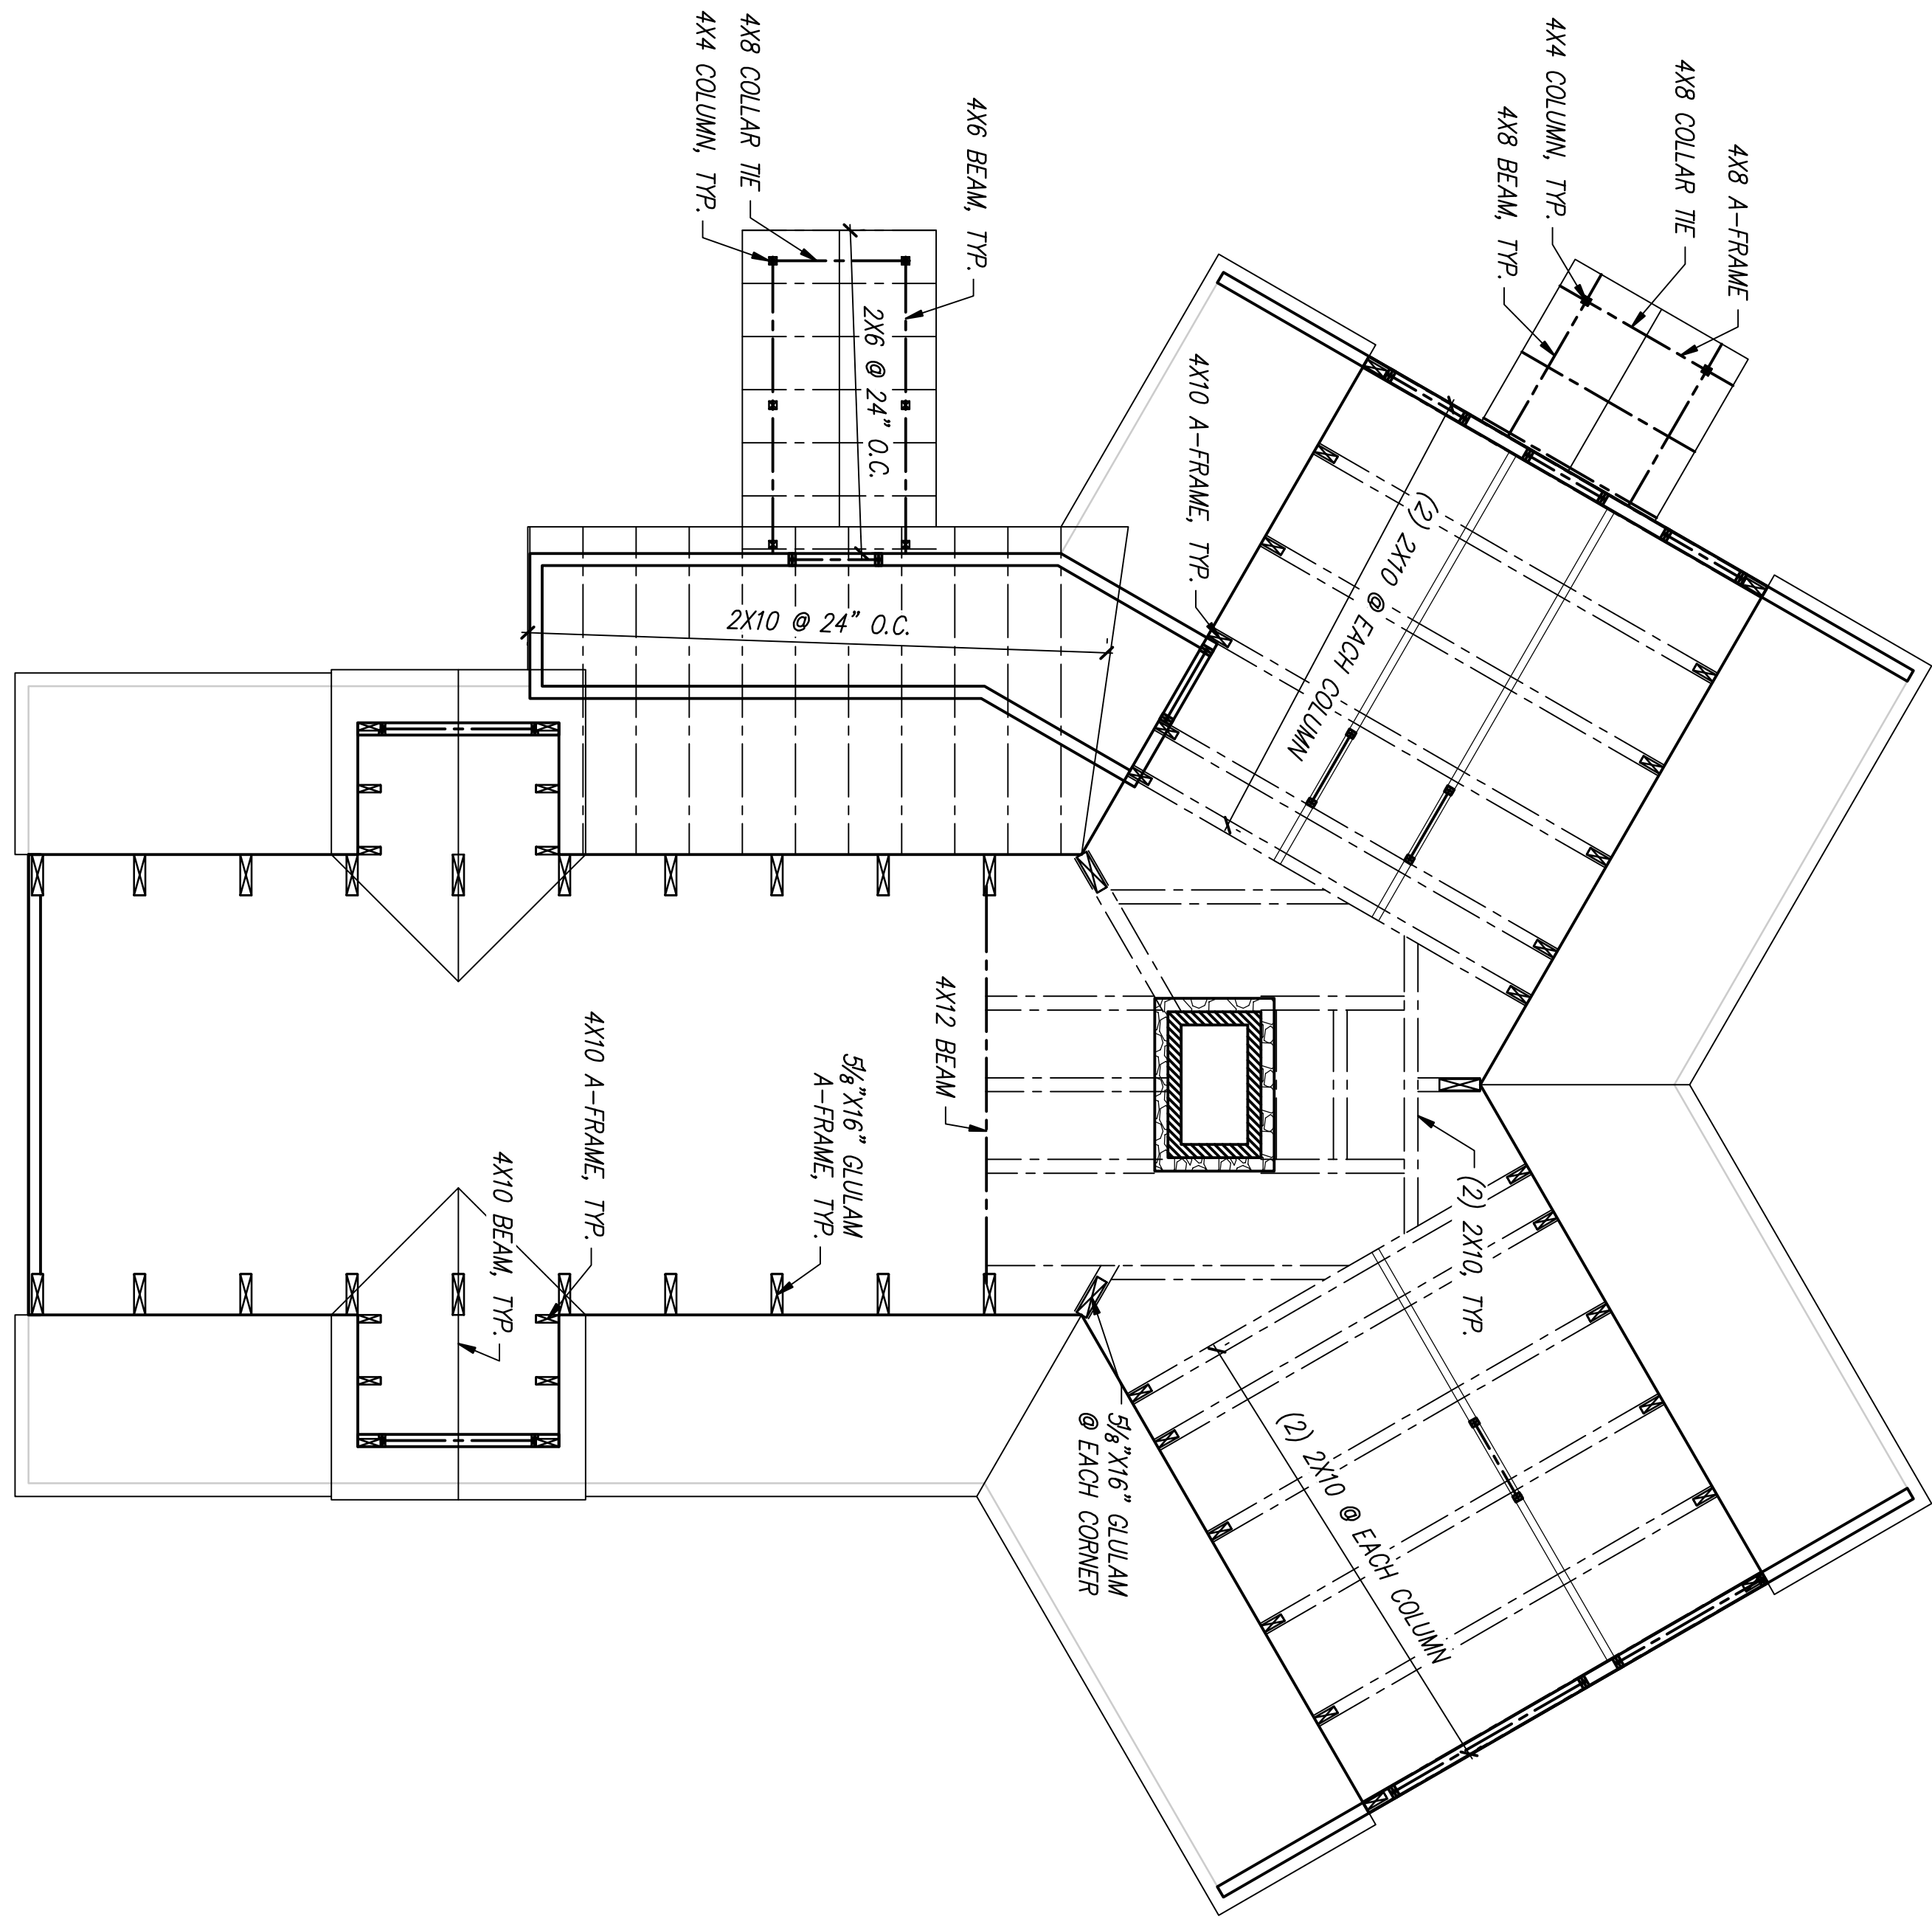 4X4 COLUMN, TYP.
4X8 COLLAR TIE
4X6 BEAM, TYP.
4X8 BEAM, TYP.
4X4 COLUMN, TYP.
4X8 COLLAR TIE
4X8 A-FRAME
2X6 @ 24" O.C.
4X10 A-FRAME, TYP.
(2) 2X10 @ EACH COLUMN
2X10 @ 24" O.C.
4X12 BEAM
5⅛"X16" GLULAM
A-FRAME, TYP.
4X10 A-FRAME, TYP.
4X10 BEAM, TYP.
(2) 2X10, TYP.
5⅛"X16" GLULAM
@ EACH CORNER
(2) 2X10 @ EACH COLUMN